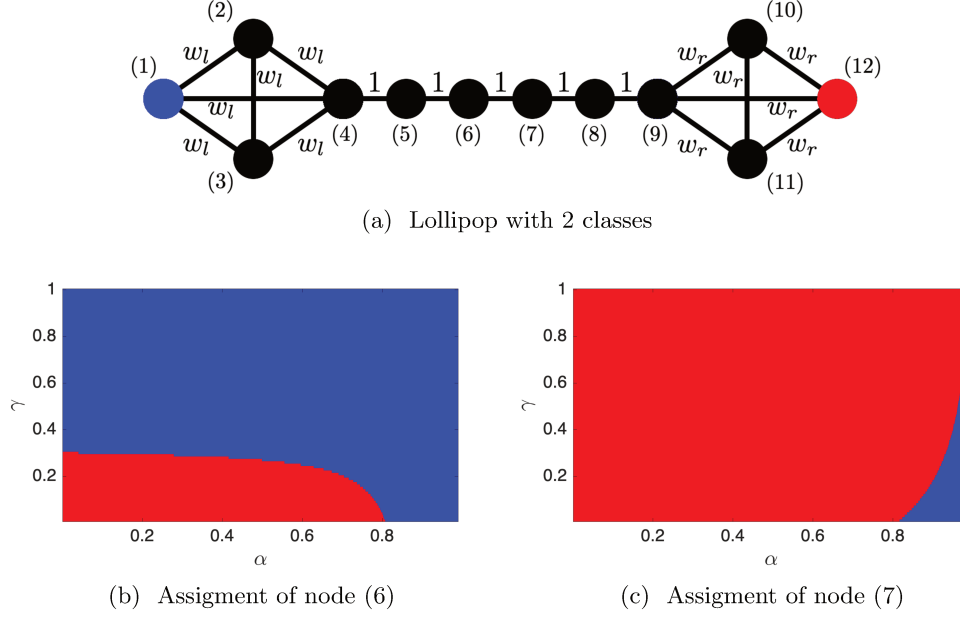 (2) (10)
w_l w_l w_r w_r
(1) w_l w_r (12)
w_l 1 1 1 1 1 w_r
(4) (5) (6) (7) (8) (9)
w_l w_l w_r w_r
(3) (11)
(a) Lollipop with 2 classes
1 1
0.8 0.8
0.6 0.6
γ γ
0.4 0.4
0.2 0.2
0.2 0.4 0.6 0.8 0.2 0.4 0.6 0.8
α α
(b) Assigment of node (6) (c) Assigment of node (7)